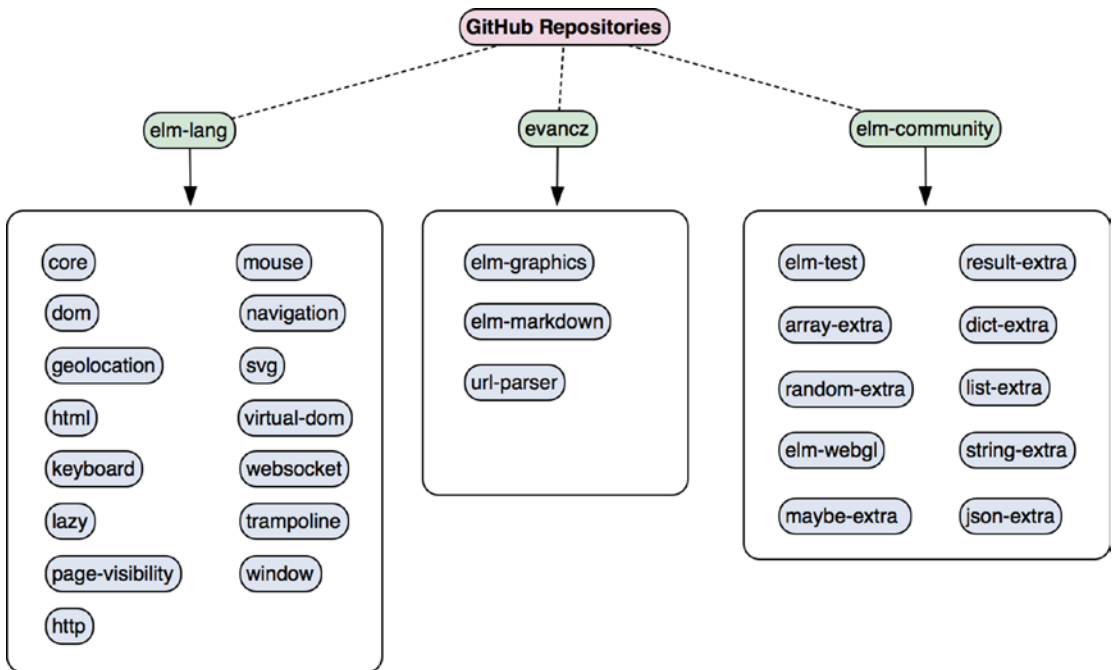 GitHub Repositories
elm-lang
evancz
elm-community
core
mouse
dom
navigation
geolocation
svg
html
virtual-dom
keyboard
websocket
lazy
trampoline
page-visibility
window
http
elm-graphics
elm-markdown
url-parser
elm-test
result-extra
array-extra
dict-extra
random-extra
list-extra
elm-webgl
string-extra
maybe-extra
json-extra